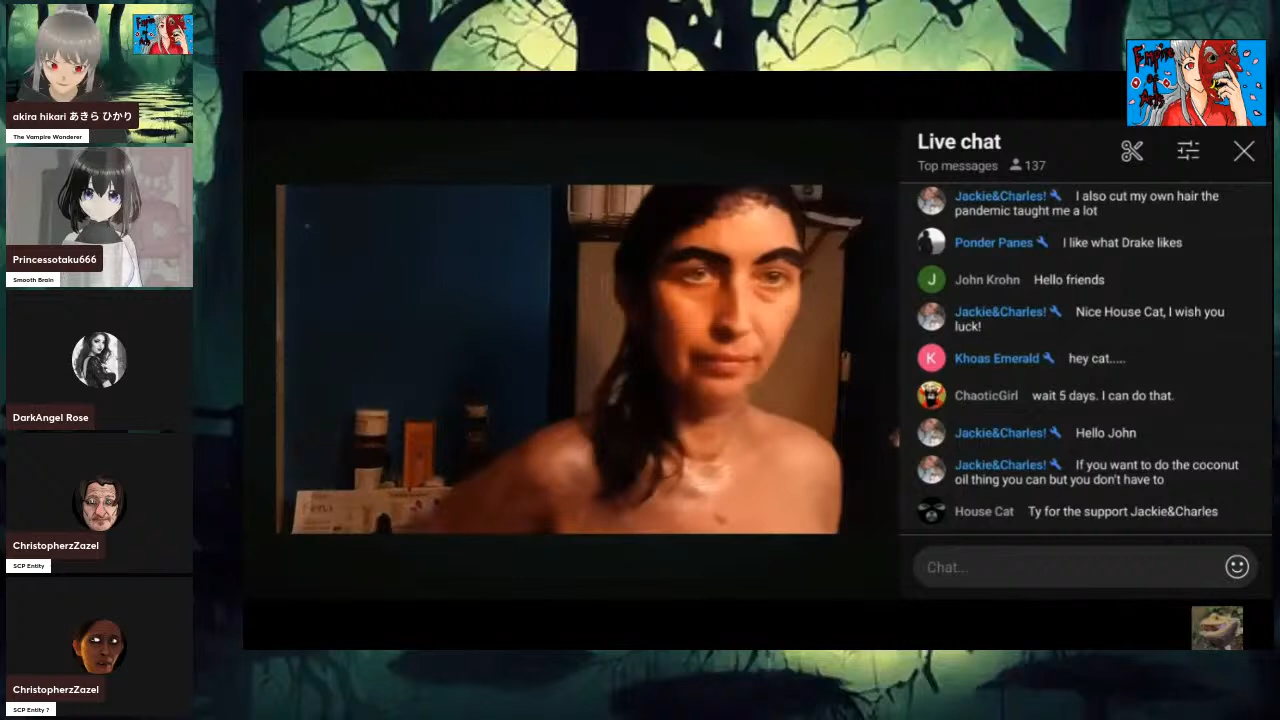 akira hikari あきら ひかり
The Vampire Wonderer
Princessotaku666
Smooth Brain
DarkAngel Rose
ChristopherzZazel
SCP Entity
ChristopherzZazel
SCP Entity ?
Empire
of
Arts
Live chat
Top messages 137
Jackie&Charles! I also cut my own hair the
pandemic taught me a lot
Ponder Panes I like what Drake likes
J John Krohn Hello friends
Jackie&Charles! Nice House Cat, I wish you
luck!
K Khoas Emerald hey cat.....
ChaoticGirl wait 5 days. I can do that.
Jackie&Charles! Hello John
Jackie&Charles! If you want to do the coconut
oil thing you can but you don't have to
House Cat Ty for the support Jackie&Charles
Chat...